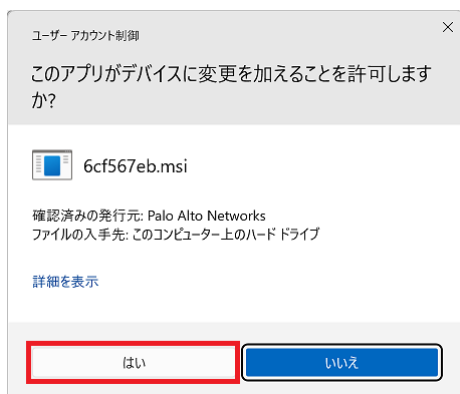 ユーザー アカウント制御
このアプリがデバイスに変更を加えることを許可します
か?
6cf567eb.msi
確認済みの発行元: Palo Alto Networks
ファイルの入手先: このコンピューター上のハード ドライブ
詳細を表示
はい
いいえ